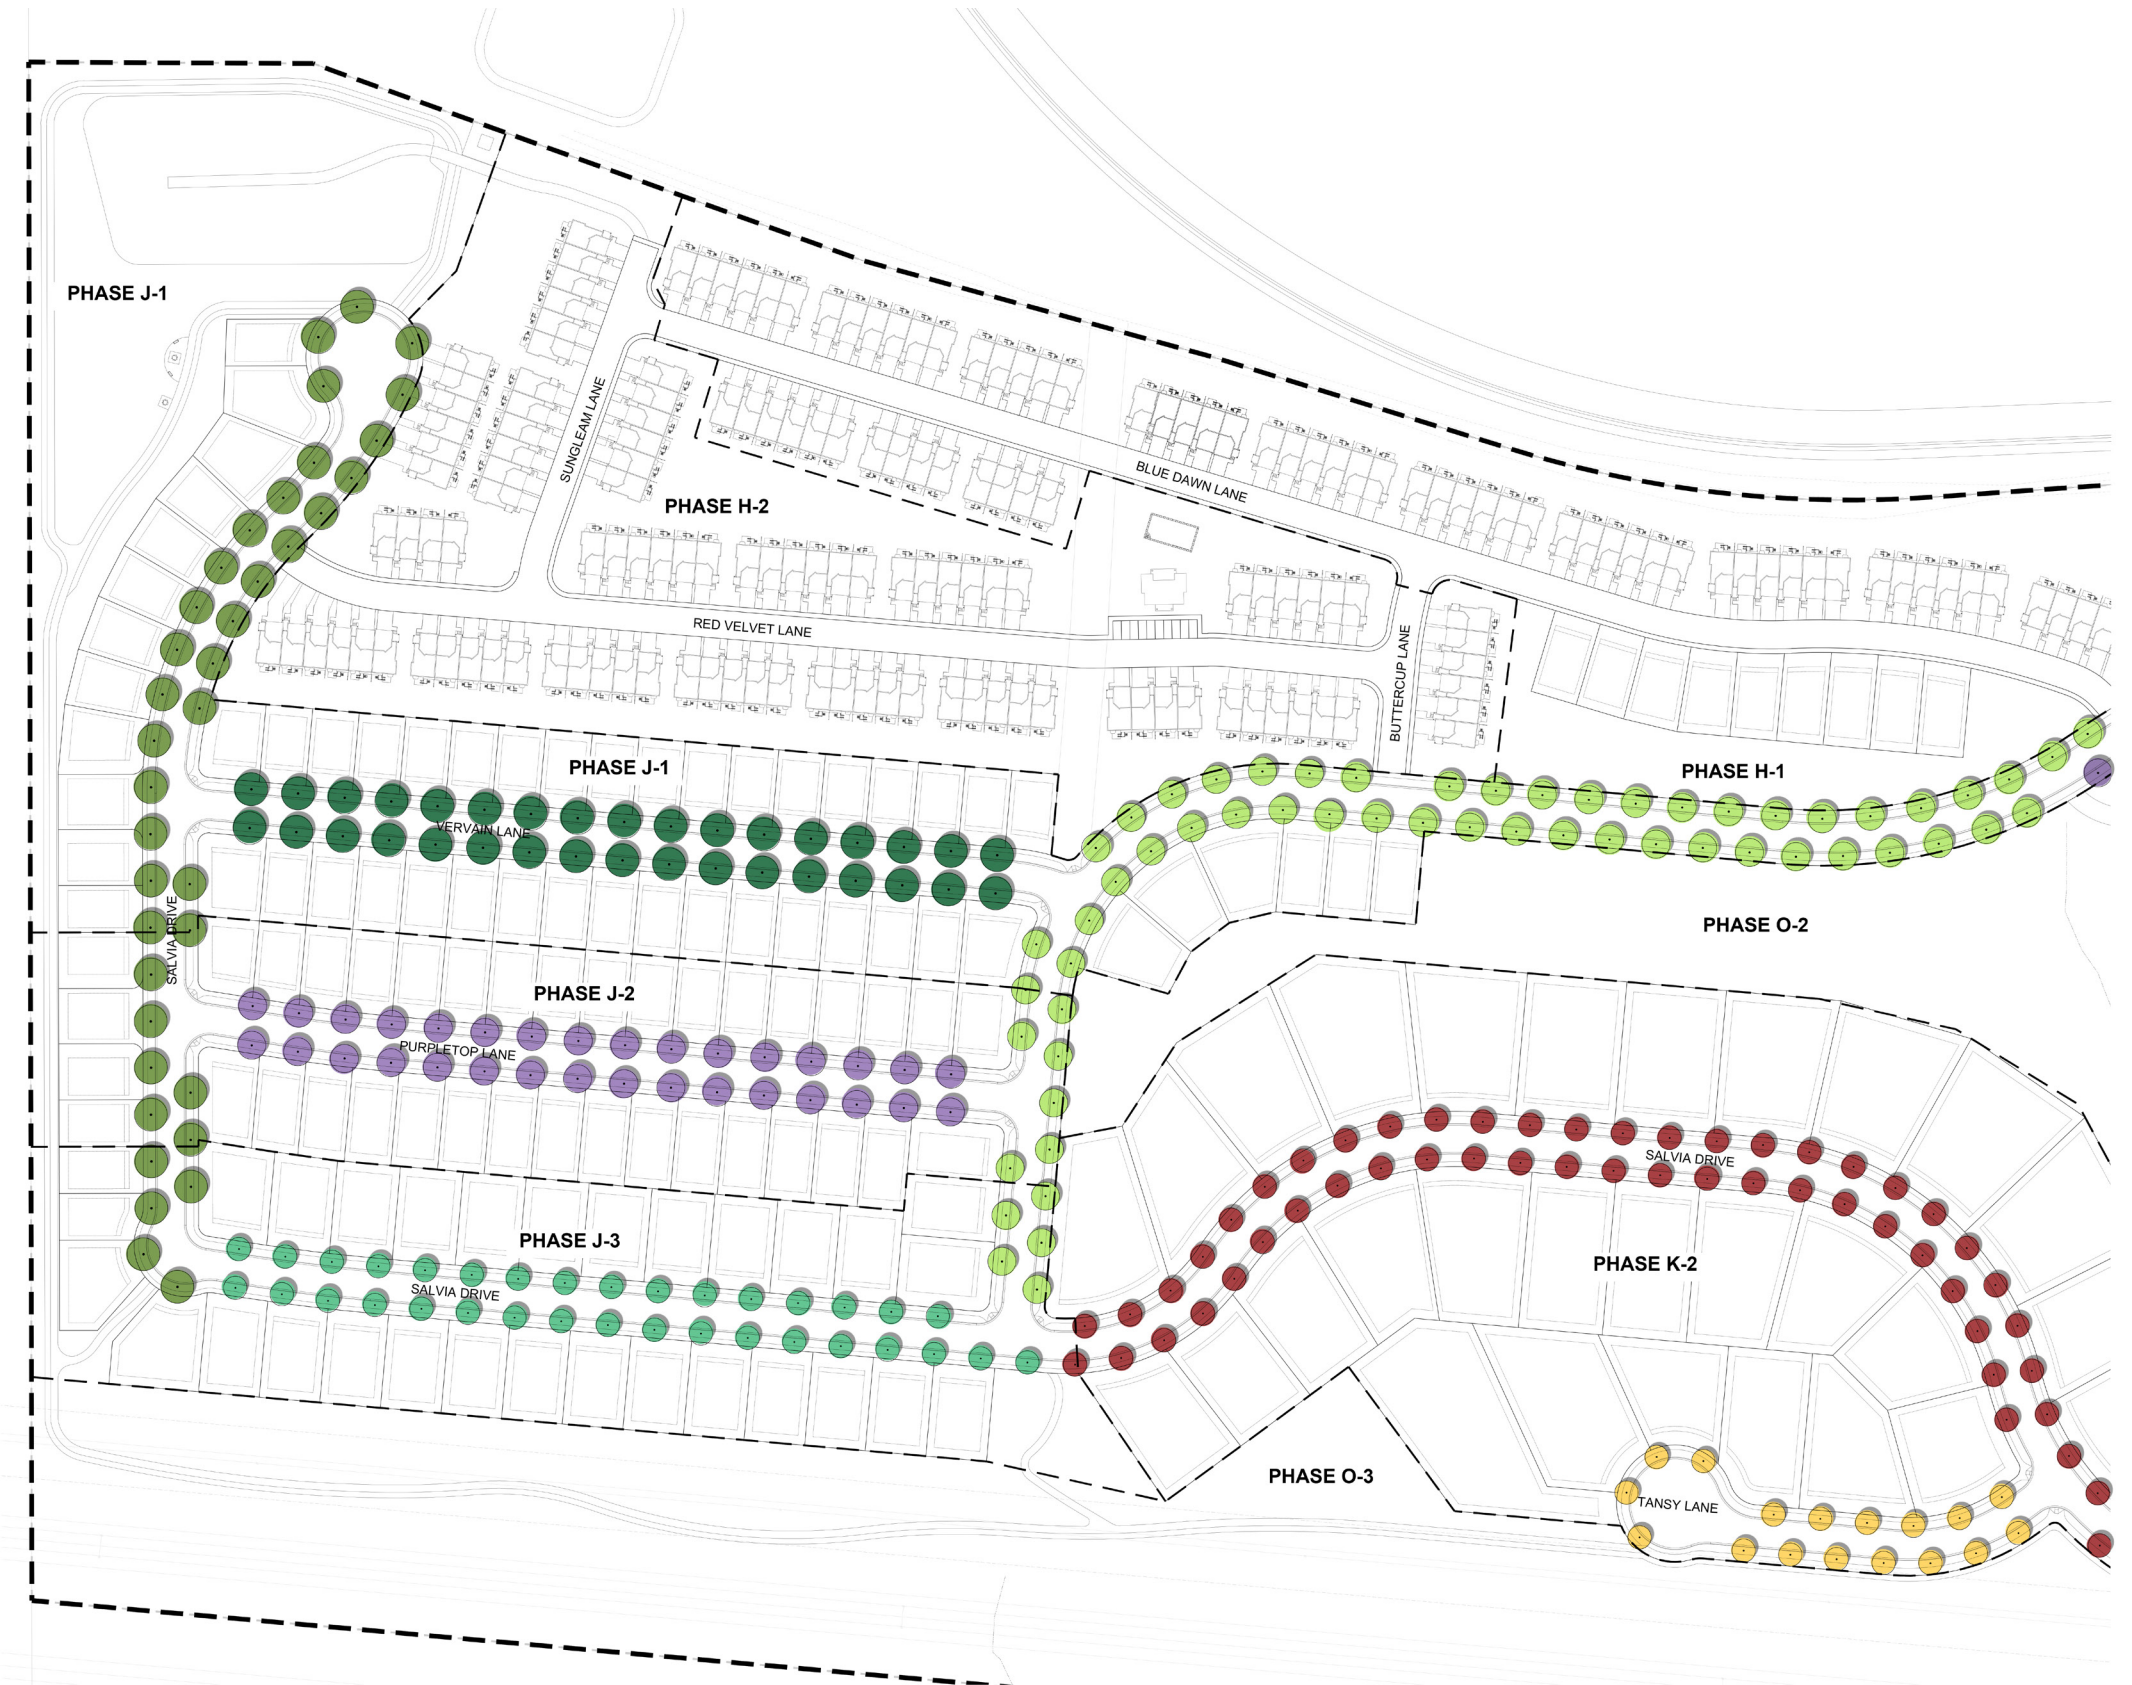 PHASE J-1
SUNGLEAM LANE
BLUE DAWN LANE
PHASE H-2
RED VELVET LANE
BUTTERCUP LANE
PHASE J-1
PHASE H-1
VERVAIN LANE
SALVIA DRIVE
PHASE O-2
PHASE J-2
PURPLETOP LANE
SALVIA DRIVE
PHASE J-3
PHASE K-2
SALVIA DRIVE
PHASE O-3
TANSY LANE